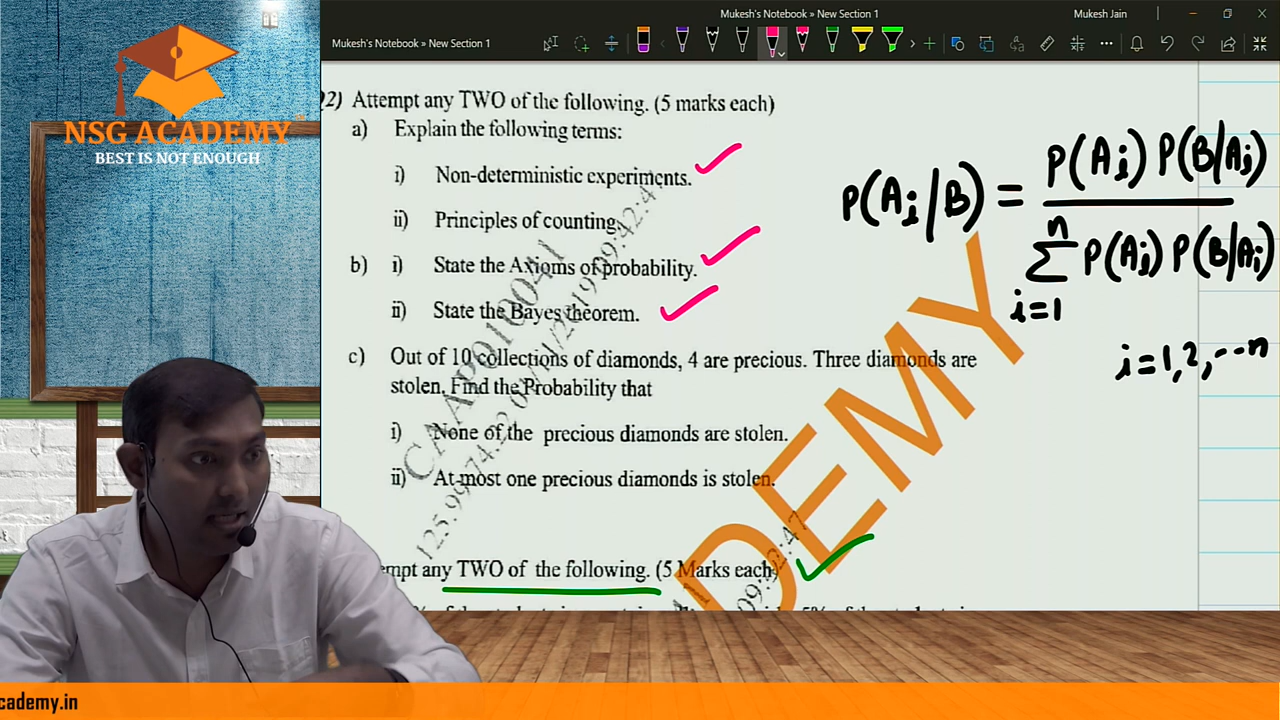 Mukesh's Notebook » New Section 1
Mukesh Jain
Mukesh's Notebook » New Section 1
NSG ACADEMY
BEST IS NOT ENOUGH
2) Attempt any TWO of the following. (5 marks each)
a) Explain the following terms:
i) Non-deterministic experiments.
ii) Principles of counting.
b) i) State the Axioms of probability.
ii) State the Bayes theorem.
c) Out of 10 collections of diamonds, 4 are precious. Three diamonds are
stolen. Find the Probability that
i) None of the precious diamonds are stolen.
ii) At most one precious diamonds is stolen.
empt any TWO of the following. (5 Marks each)
P(Ai/B) = P(Ai) P(B/Ai)
n
∑ P(Ai) P(B/Ai)
i=1
i=1,2,...n
DEMY
cademy.in